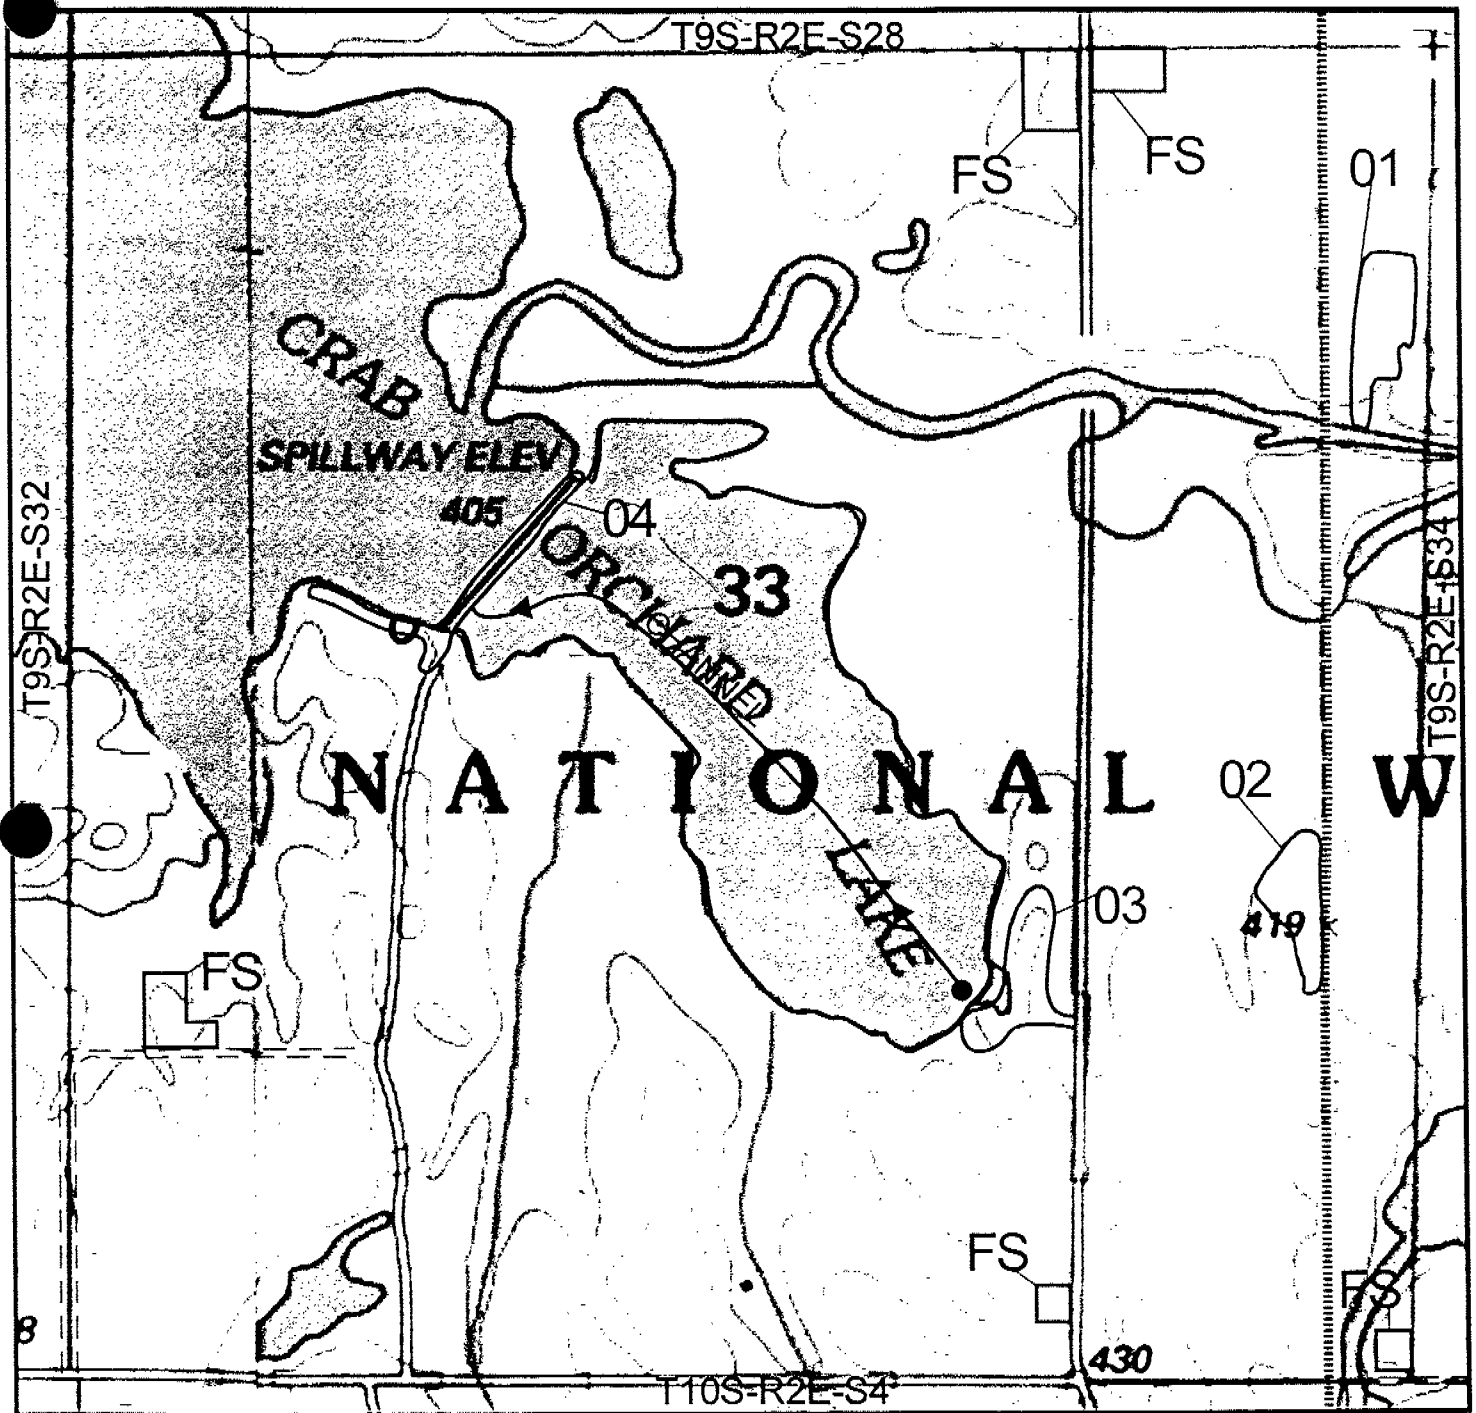 T9S-R2E-S28
FS
FS
01
CRAB
SPILLWAY ELEV
405
04
ORCHARD
33
CHANNEL
T9S-R2E-S32
T9S-R2E-S34
NATIONAL W
02
LAKE
03
419
FS
FS
FS
8
430
T10S-R2E-S4